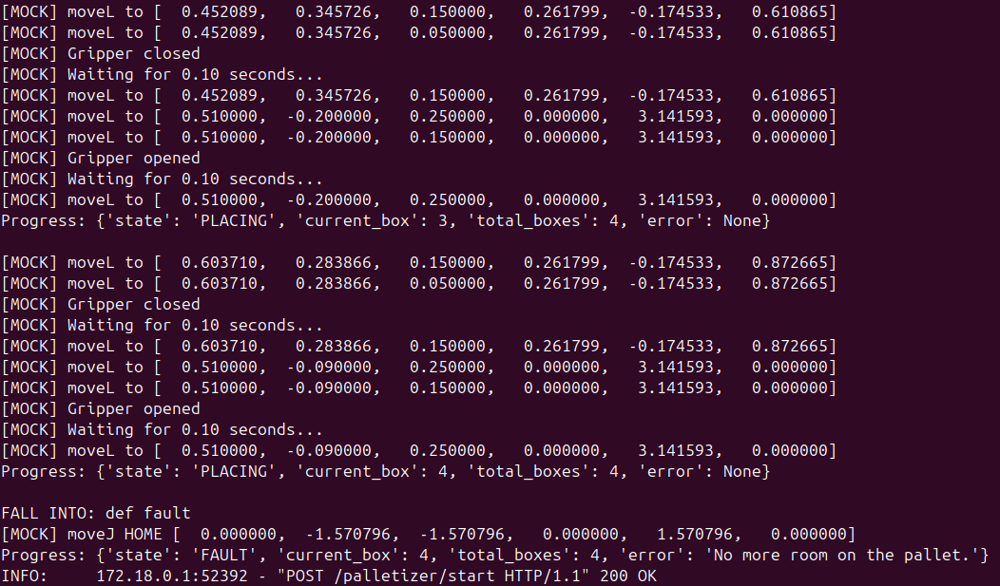 [MOCK] moveL to [  0.452089,   0.345726,   0.150000,   0.261799,  -0.174533,   0.610865]
[MOCK] moveL to [  0.452089,   0.345726,   0.050000,   0.261799,  -0.174533,   0.610865]
[MOCK] Gripper closed
[MOCK] Waiting for 0.10 seconds...
[MOCK] moveL to [  0.452089,   0.345726,   0.150000,   0.261799,  -0.174533,   0.610865]
[MOCK] moveL to [  0.510000,  -0.200000,   0.250000,   0.000000,   3.141593,   0.000000]
[MOCK] moveL to [  0.510000,  -0.200000,   0.150000,   0.000000,   3.141593,   0.000000]
[MOCK] Gripper opened
[MOCK] Waiting for 0.10 seconds...
[MOCK] moveL to [  0.510000,  -0.200000,   0.250000,   0.000000,   3.141593,   0.000000]
Progress: {'state': 'PLACING', 'current_box': 3, 'total_boxes': 4, 'error': None}

[MOCK] moveL to [  0.603710,   0.283866,   0.150000,   0.261799,  -0.174533,   0.872665]
[MOCK] moveL to [  0.603710,   0.283866,   0.050000,   0.261799,  -0.174533,   0.872665]
[MOCK] Gripper closed
[MOCK] Waiting for 0.10 seconds...
[MOCK] moveL to [  0.603710,   0.283866,   0.150000,   0.261799,  -0.174533,   0.872665]
[MOCK] moveL to [  0.510000,  -0.090000,   0.250000,   0.000000,   3.141593,   0.000000]
[MOCK] moveL to [  0.510000,  -0.090000,   0.150000,   0.000000,   3.141593,   0.000000]
[MOCK] Gripper opened
[MOCK] Waiting for 0.10 seconds...
[MOCK] moveL to [  0.510000,  -0.090000,   0.250000,   0.000000,   3.141593,   0.000000]
Progress: {'state': 'PLACING', 'current_box': 4, 'total_boxes': 4, 'error': None}

FALL INTO: def fault
[MOCK] moveJ HOME [  0.000000,  -1.570796,  -1.570796,   0.000000,   1.570796,   0.000000]
Progress: {'state': 'FAULT', 'current_box': 4, 'total_boxes': 4, 'error': 'No more room on the pallet.'}
INFO:     172.18.0.1:52392 - "POST /palletizer/start HTTP/1.1" 200 OK